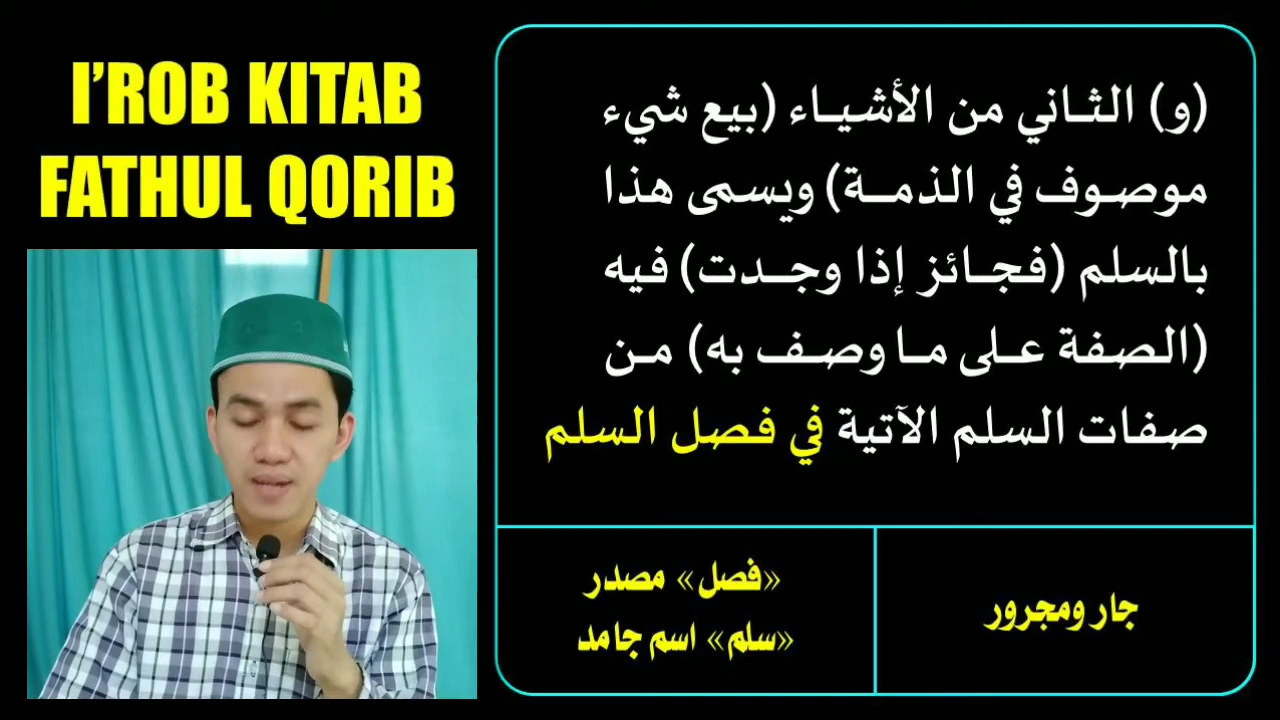 I'ROB KITAB
FATHUL QORIB
(و) الثاني من الأشياء (بيع شيء
موصوف في الذمة) ويسمى هذا
بالسلم (فجائز إذا وجدت) فيه
(الصفة على ما وصف به) من
صفات السلم الآتية في فصل السلم
جار ومجرور
«فصل» مصدر
«سلم» اسم جامد